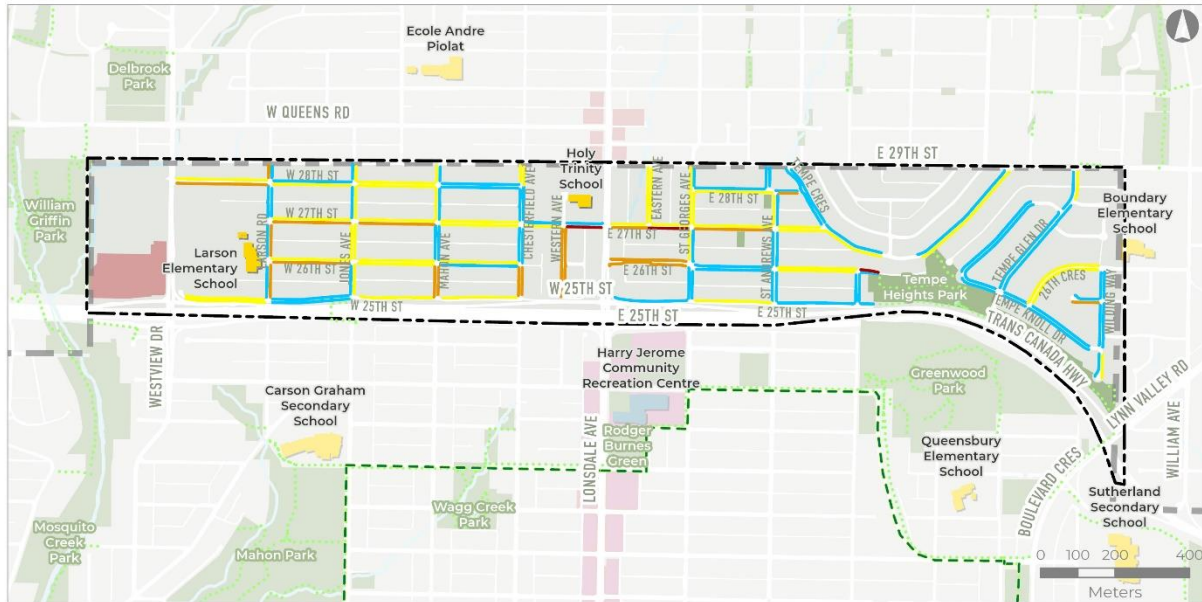 Ecole Andre
Piolat
Delbrook
Park
W QUEENS RD
E 29TH ST
Holy
Trinity
School
TEMPE CRES
W 28TH ST
EASTERN AVE
E 28TH ST
CHESTERFIELD AVE
ST GEORGES AVE
William
Griffin
Park
Boundary
Elementary
School
W 27TH ST
WESTERN AVE
E 27TH ST
LARSON RD
JONES AVE
MAHON AVE
ST ANDREWS AVE
TEMPE GLEN DR
Larson
Elementary
School
W 26TH ST
E 26TH ST
26TH CRES
WILDING WAY
Tempe
Heights Park
TEMPE KNOLL DR
W 25TH ST
W 25TH ST
E 25TH ST
E 25TH ST
TRANS CANADA HWY
WESTVIEW DR
Harry Jerome
Community
Recreation Centre
Greenwood
Park
LYNN VALLEY RD
Carson Graham
Secondary
School
Rodger
Burnes
Green
LONSDALE AVE
Queensbury
Elementary
School
WILLIAM AVE
BOULEVARD CRES
Wagg Creek
Park
Sutherland
Secondary
School
Mosquito
Creek
Park
Mahon Park
0 100 200 400
Meters